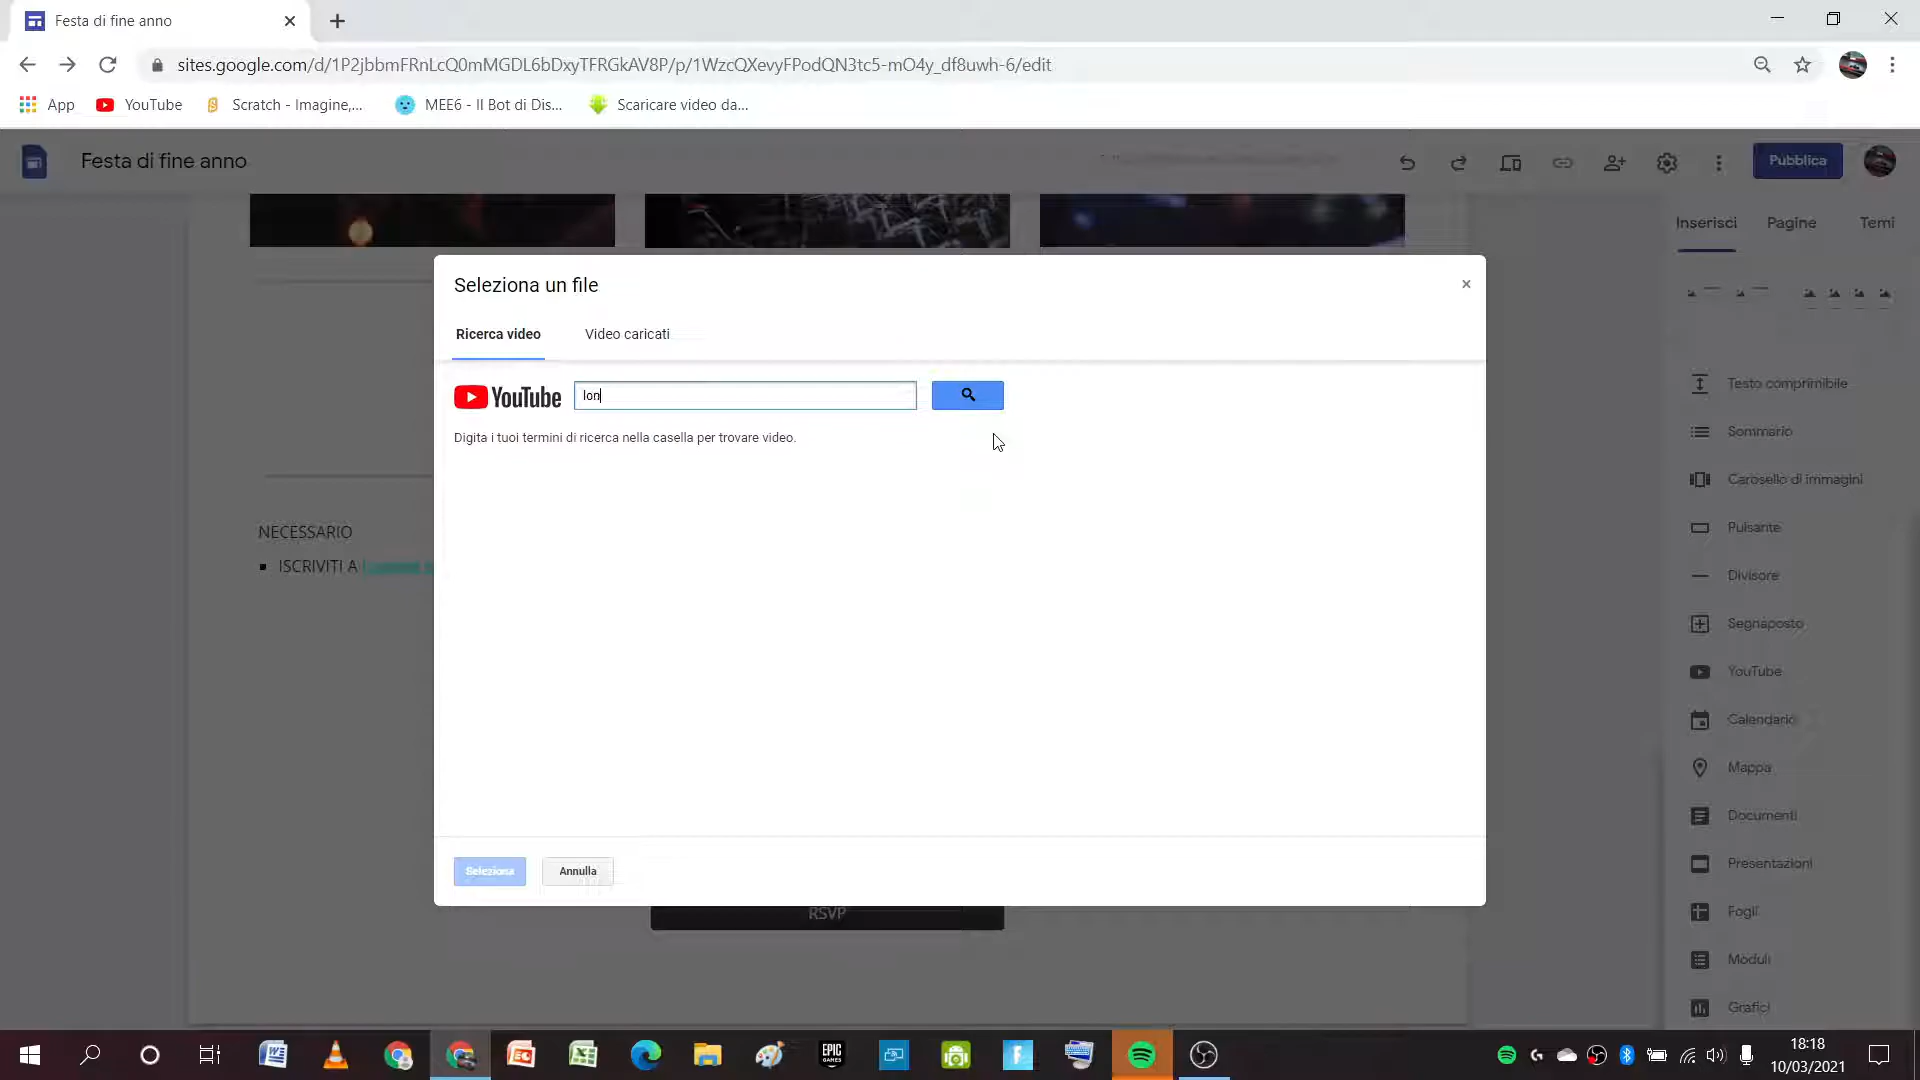 Festa di fine anno
sites.google.com/d/1P2jbbmFRnLcQ0mMGDL6bDxyTFRGkAV8P/p/1WzcQXevyFPodQN3tc5-mO4y_df8uwh-6/edit
App
YouTube
Scratch - Imagine,...
MEE6 - Il Bot di Dis...
Scaricare video da...
Festa di fine anno
Pubblica
Inserisci
Pagine
Temi
Seleziona un file
×
Ricerca video
Video caricati
YouTube
lon
Digita i tuoi termini di ricerca nella casella per trovare video.
Testo comprimibile
Sommario
Carosello di immagini
Pulsante
Divisore
Segnaposto
YouTube
Calendario
Mappa
Documenti
Presentazioni
Fogli
Moduli
Grafici
NECESSARIO
ISCRIVITI A
Seleziona
Annulla
RSVP
EPIC
GAMES
18:18
10/03/2021